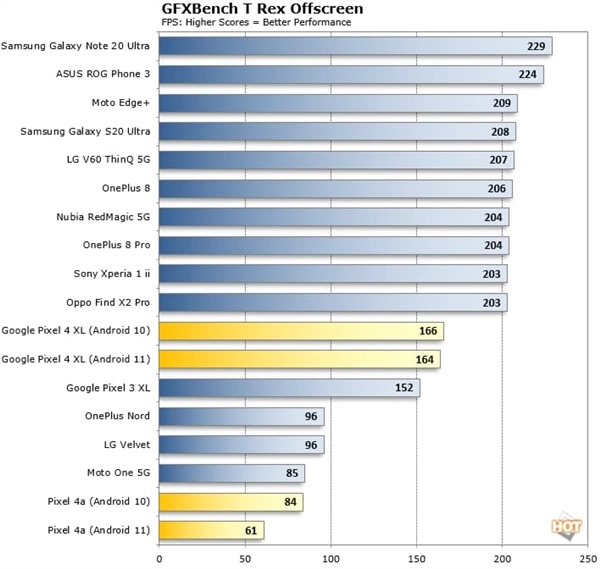 GFXBench T Rex Offscreen
FPS: Higher Scores = Better Performance
Samsung Galaxy Note 20 Ultra 229
ASUS ROG Phone 3 224
Moto Edge+ 209
Samsung Galaxy S20 Ultra 208
LG V60 ThinQ 5G 207
OnePlus 8 206
Nubia RedMagic 5G 204
OnePlus 8 Pro 204
Sony Xperia 1 ii 203
Oppo Find X2 Pro 203
Google Pixel 4 XL (Android 10) 166
Google Pixel 4 XL (Android 11) 164
Google Pixel 3 XL 152
OnePlus Nord 96
LG Velvet 96
Moto One 5G 85
Pixel 4a (Android 10) 84
Pixel 4a (Android 11) 61
HOT
0 50 100 150 200 250